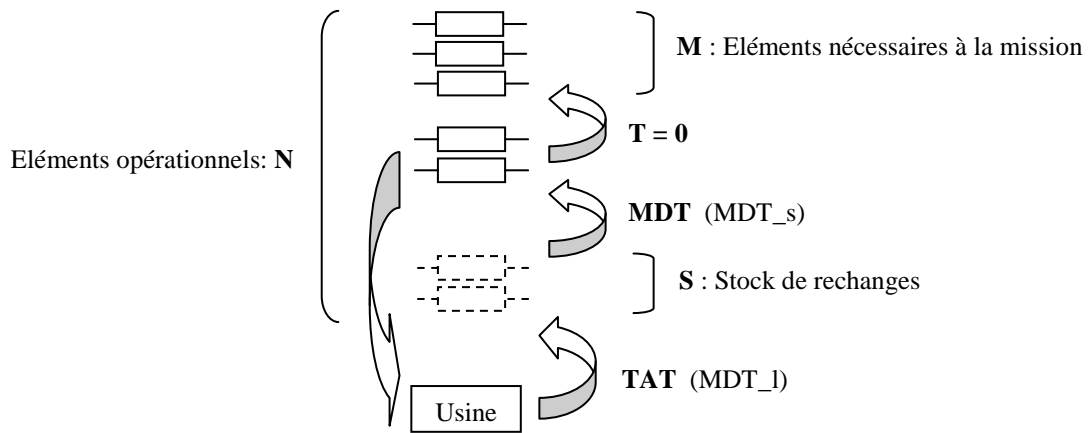 M : Eléments nécessaires à la mission
T = 0
Eléments opérationnels: N
MDT (MDT_s)
S : Stock de rechanges
TAT (MDT_l)
Usine